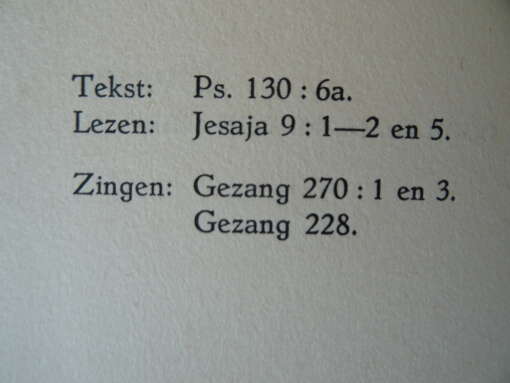 Tekst: Ps. 130 : 6a.
Lezen: Jesaja 9 : 1—2 en 5.
Zingen: Gezang 270 : 1 en 3.
Gezang 228.